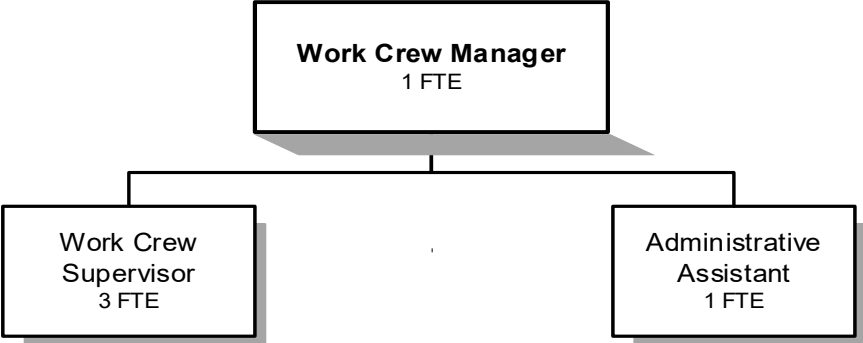 Work Crew Manager
1 FTE
Work Crew
Supervisor
3 FTE
Administrative
Assistant
1 FTE